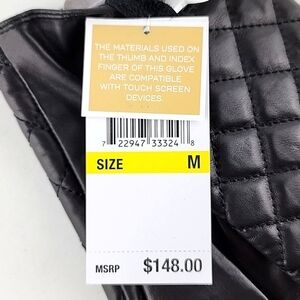 THE MATERIALS USED ON
THE THUMB AND INDEX
FINGER OF THIS GLOVE
ARE COMPATIBLE
WITH TOUCH SCREEN
DEVICES.
7 22947 33324 8
SIZE M
MSRP $148.00